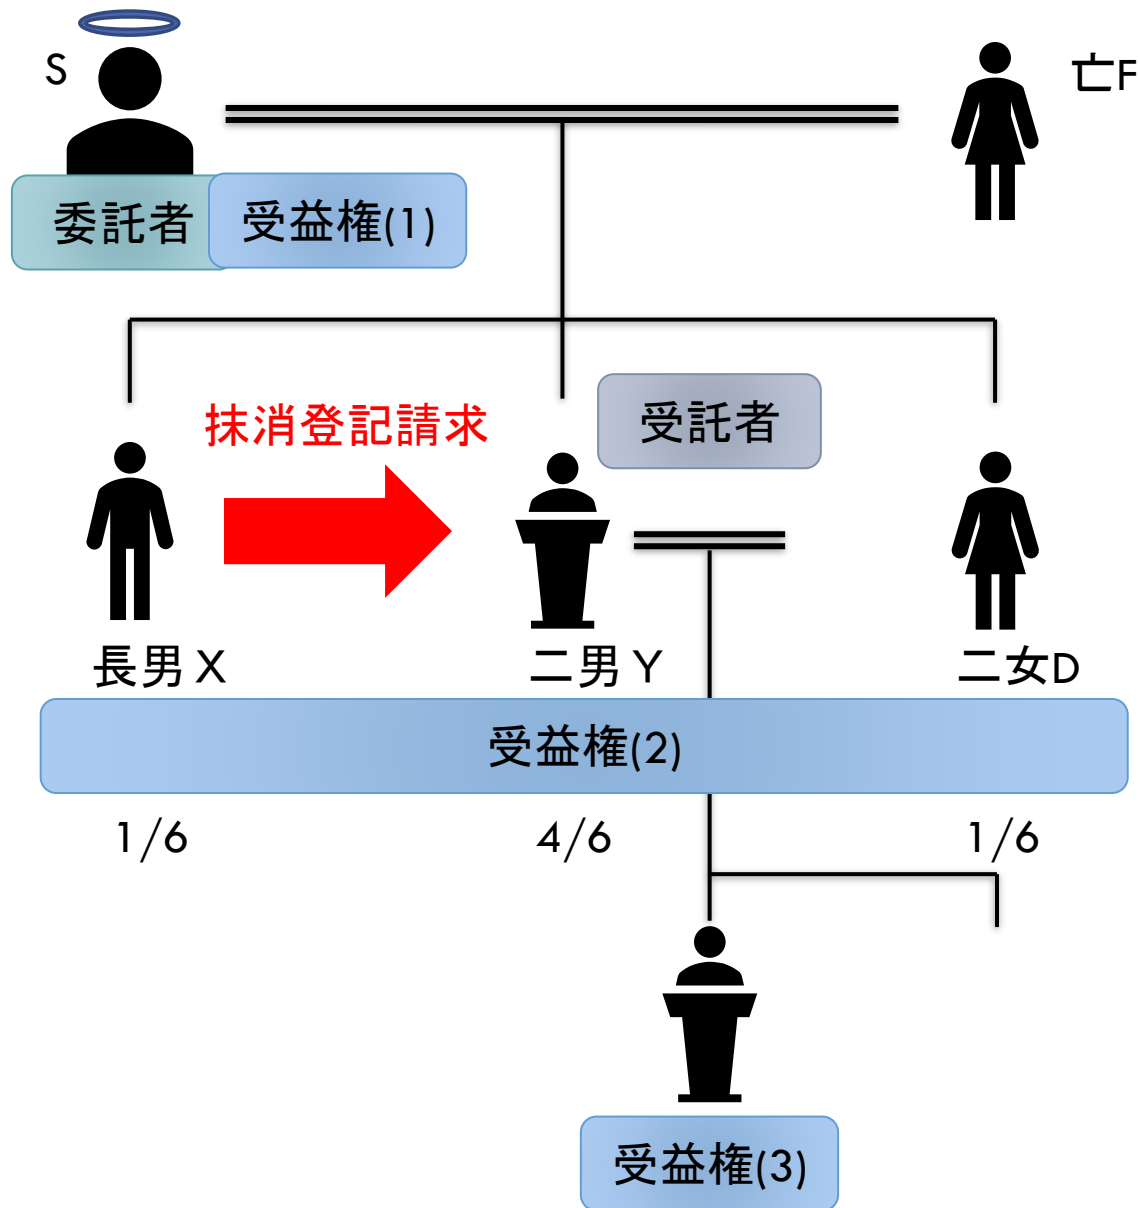 S
亡F
委託者
受益権(1)
受託者
抹消登記請求
長男X
二男Y
二女D
受益権(2)
1/6
4/6
1/6
受益権(3)